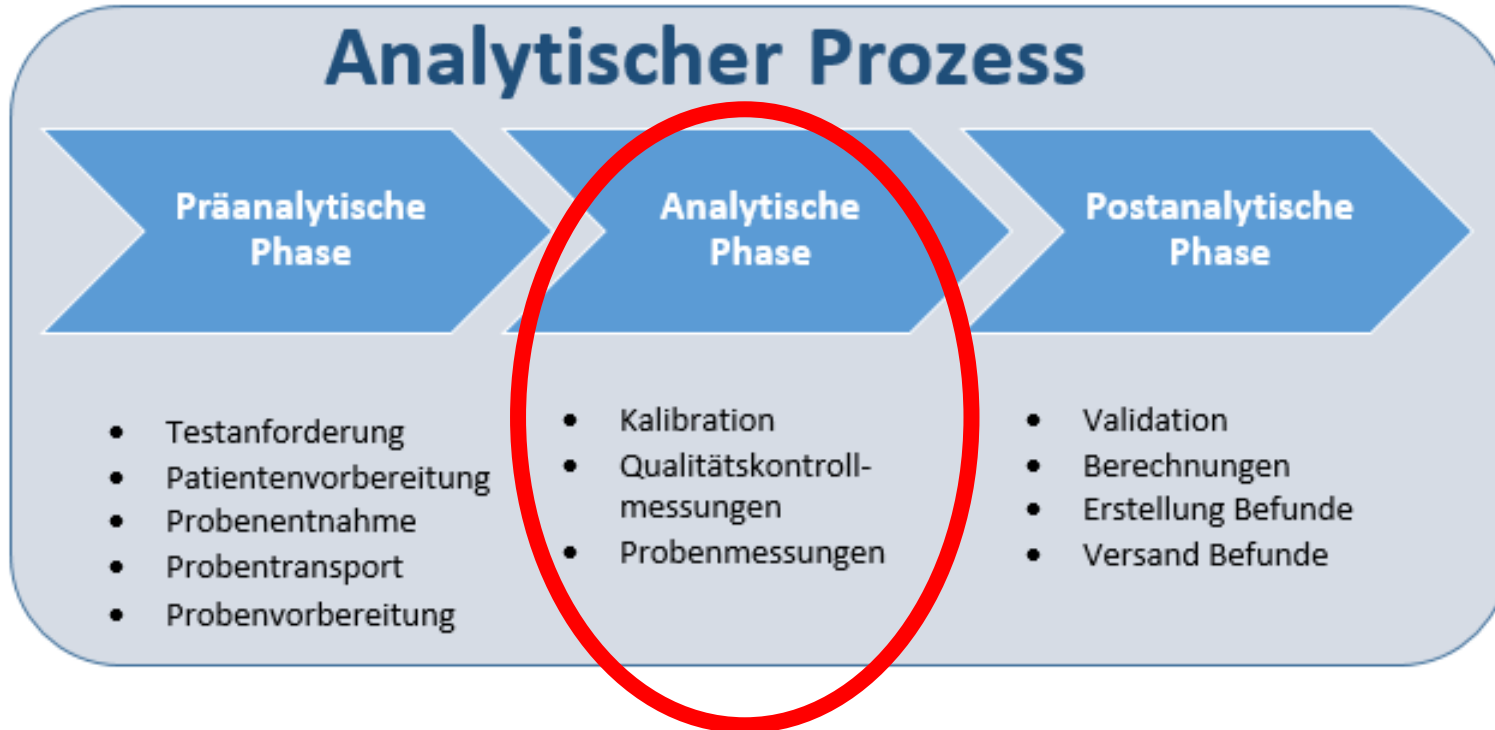 Analytischer Prozess
Präanalytische
Phase
Analytische
Phase
Postanalytische
Phase
• Testanforderung
• Patientenvorbereitung
• Probenentnahme
• Probentransport
• Probenvorbereitung
• Kalibration
• Qualitätskontroll-
messungen
• Probenmessungen
• Validation
• Berechnungen
• Erstellung Befunde
• Versand Befunde